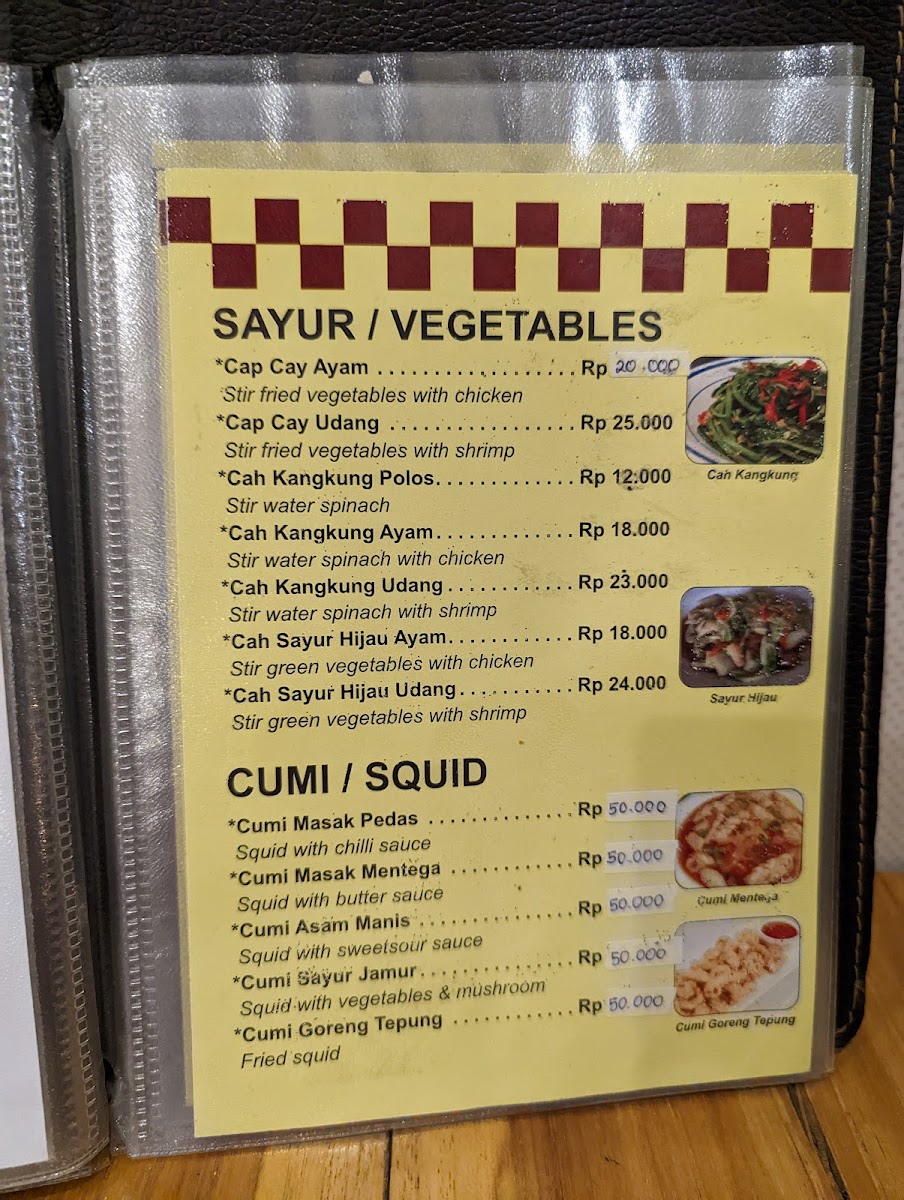 SAYUR / VEGETABLES
*Cap Cay Ayam . . . . . . . . . . . . . . . . . . Rp 20.000
Stir fried vegetables with chicken
*Cap Cay Udang . . . . . . . . . . . . . . . . . Rp 25.000
Stir fried vegetables with shrimp
*Cah Kangkung Polos. . . . . . . . . . . . . Rp 12.000
Stir water spinach
*Cah Kangkung Ayam. . . . . . . . . . . . . Rp 18.000
Stir water spinach with chicken
*Cah Kangkung Udang . . . . . . . . . . . . Rp 23.000
Stir water spinach with shrimp
*Cah Sayur Hijau Ayam. . . . . . . . . . . . Rp 18.000
Stir green vegetables with chicken
*Cah Sayur Hijau Udang. . . . . . . . . . . Rp 24.000
Stir green vegetables with shrimp
Cah Kangkung
Sayur Hijau
CUMI / SQUID
*Cumi Masak Pedas . . . . . . . . . . . . . . Rp 50.000
Squid with chilli sauce
*Cumi Masak Mentega . . . . . . . . . . . . Rp 50.000
Squid with butter sauce
*Cumi Asam Manis . . . . . . . . . . . . . . . Rp 50.000
Squid with sweetsour sauce
*Cumi Sayur Jamur. . . . . . . . . . . . . . . Rp 50.000
Squid with vegetables & mushroom
*Cumi Goreng Tepung . . . . . . . . . . . . Rp 50.000
Fried squid
Cumi Mentega
Cumi Goreng Tepung